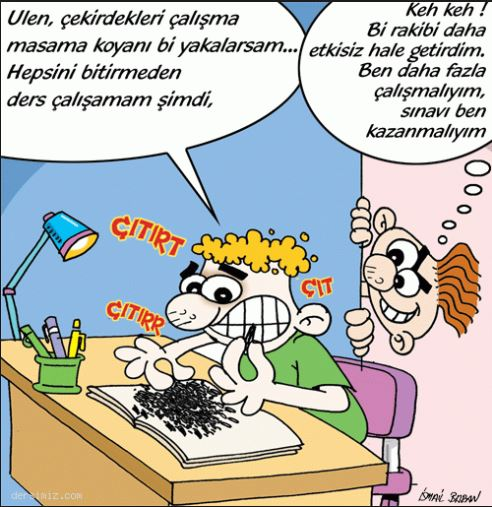 Ulen, çekirdekleri çalışma
masama koyanı bi yakalarsam...
Hepsini bitirmeden
ders çalışamam şimdi,
Keh keh !
Bi rakibi daha
etkisiz hale getirdim.
Ben daha fazla
çalışmalıyım,
sınavı ben
kazanmalıyım
ÇITIRT
ÇIT
ÇITIRR
dersimiz.com
İSMAİL BABAN